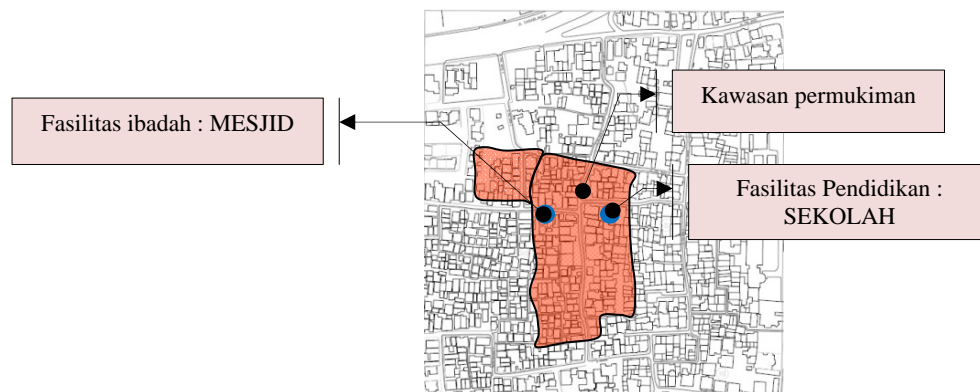 Fasilitas ibadah : MESJID
Kawasan permukiman
Fasilitas Pendidikan :
SEKOLAH